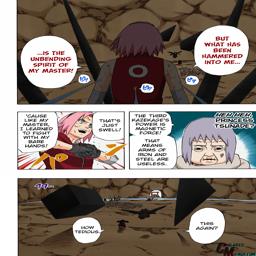 BUT
WHAT HAS
BEEN
HAMMERED
INTO ME...
...IS THE
UNBENDING
SPIRIT OF
MY MASTER!
'CAUSE
LIKE MY
MASTER,
I LEARNED
TO FIGHT
WITH MY
BARE
HANDS!
THAT'S
JUST
SWELL!
THE THIRD
KAZEKAGE'S
POWER IS
MAGNETIC
FORCE!
THAT
MEANS
ARMS OF
IRON AND
STEEL ARE
USELESS.
HEH, HEH,
PRINCESS
TSUNADE?
THIS
AGAIN?
HOW
TEDIOUS.